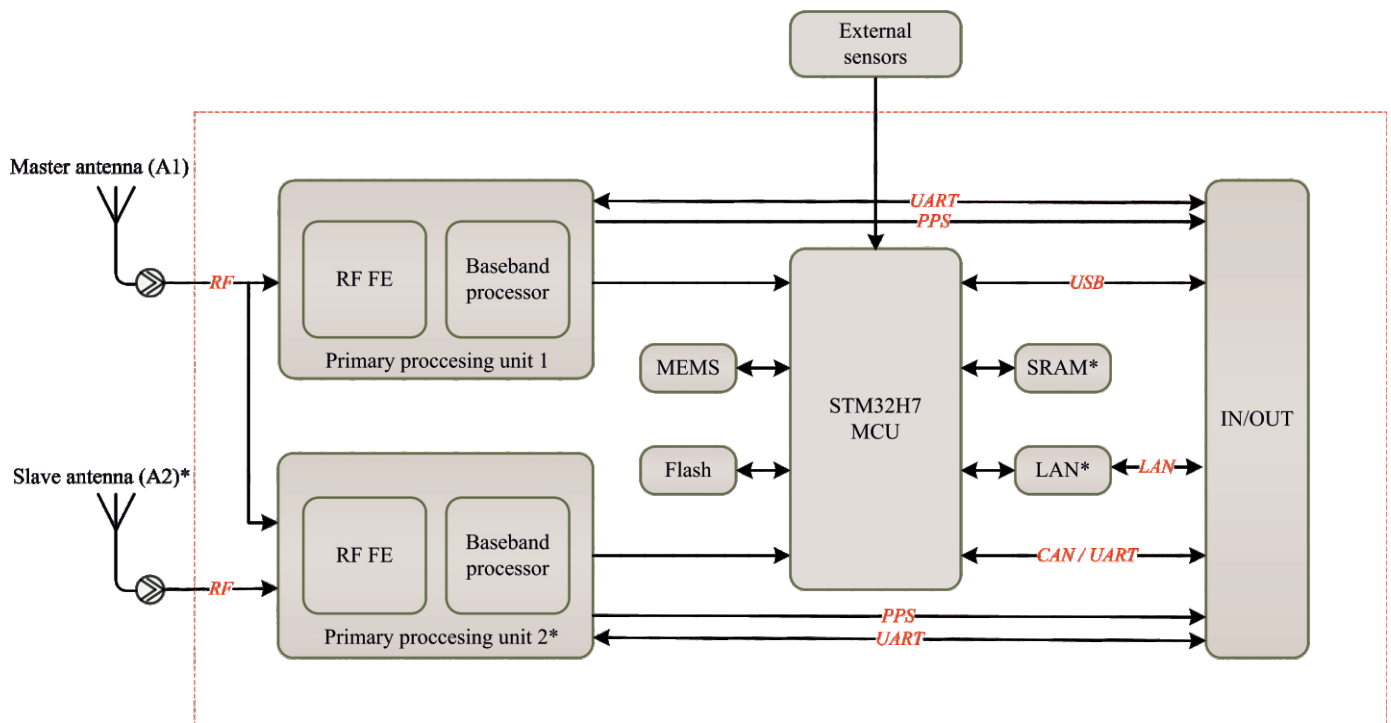 External
sensors
Master antenna (A1)
UART
PPS
RF FE
Baseband
processor
RF
USB
Primary proccesing unit 1
MEMS
SRAM*
STM32H7
MCU
IN/OUT
Slave antenna (A2)*
Flash
LAN*
LAN
RF FE
Baseband
processor
CAN / UART
RF
PPS
Primary proccesing unit 2*
UART